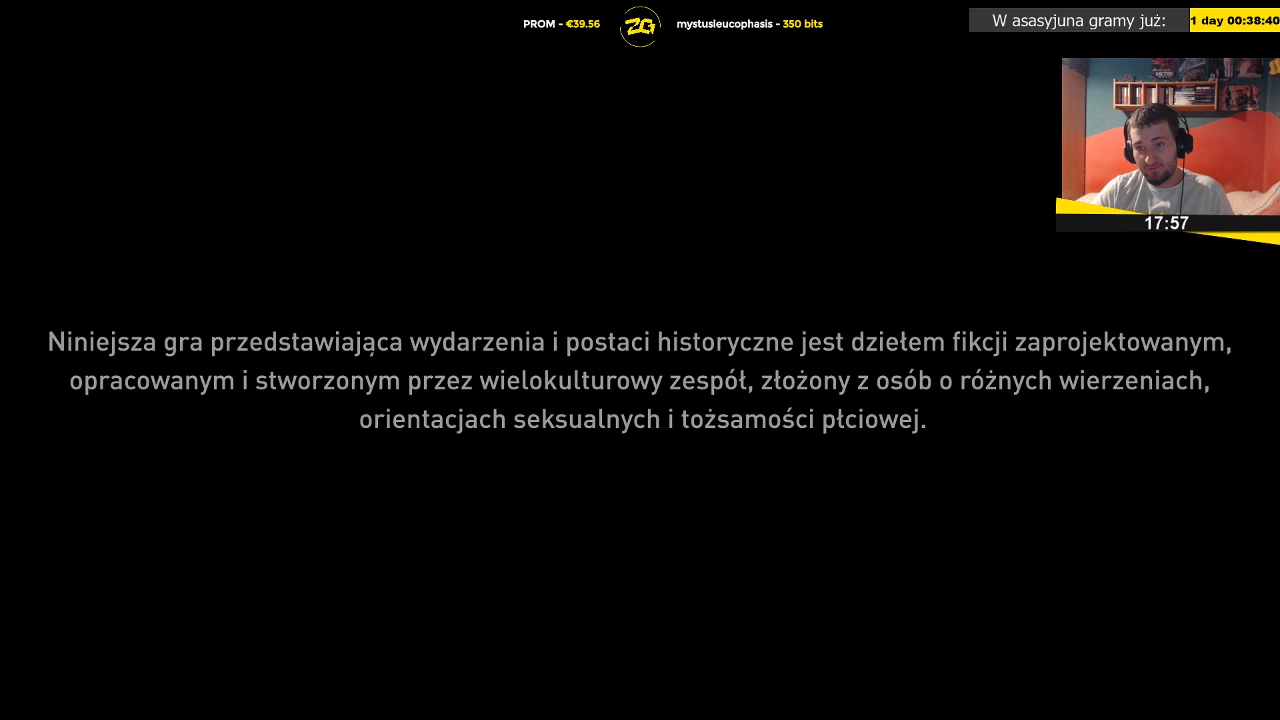 PROM - €39.56
ZG
mystusleucophasis - 350 bits
W asasyjuna gramy już:
1 day 00:38:40
17:57
Niniejsza gra przedstawiająca wydarzenia i postaci historyczne jest dziełem fikcji zaprojektowanym,
opracowanym i stworzonym przez wielokulturowy zespół, złożony z osób o różnych wierzeniach,
orientacjach seksualnych i tożsamości płciowej.